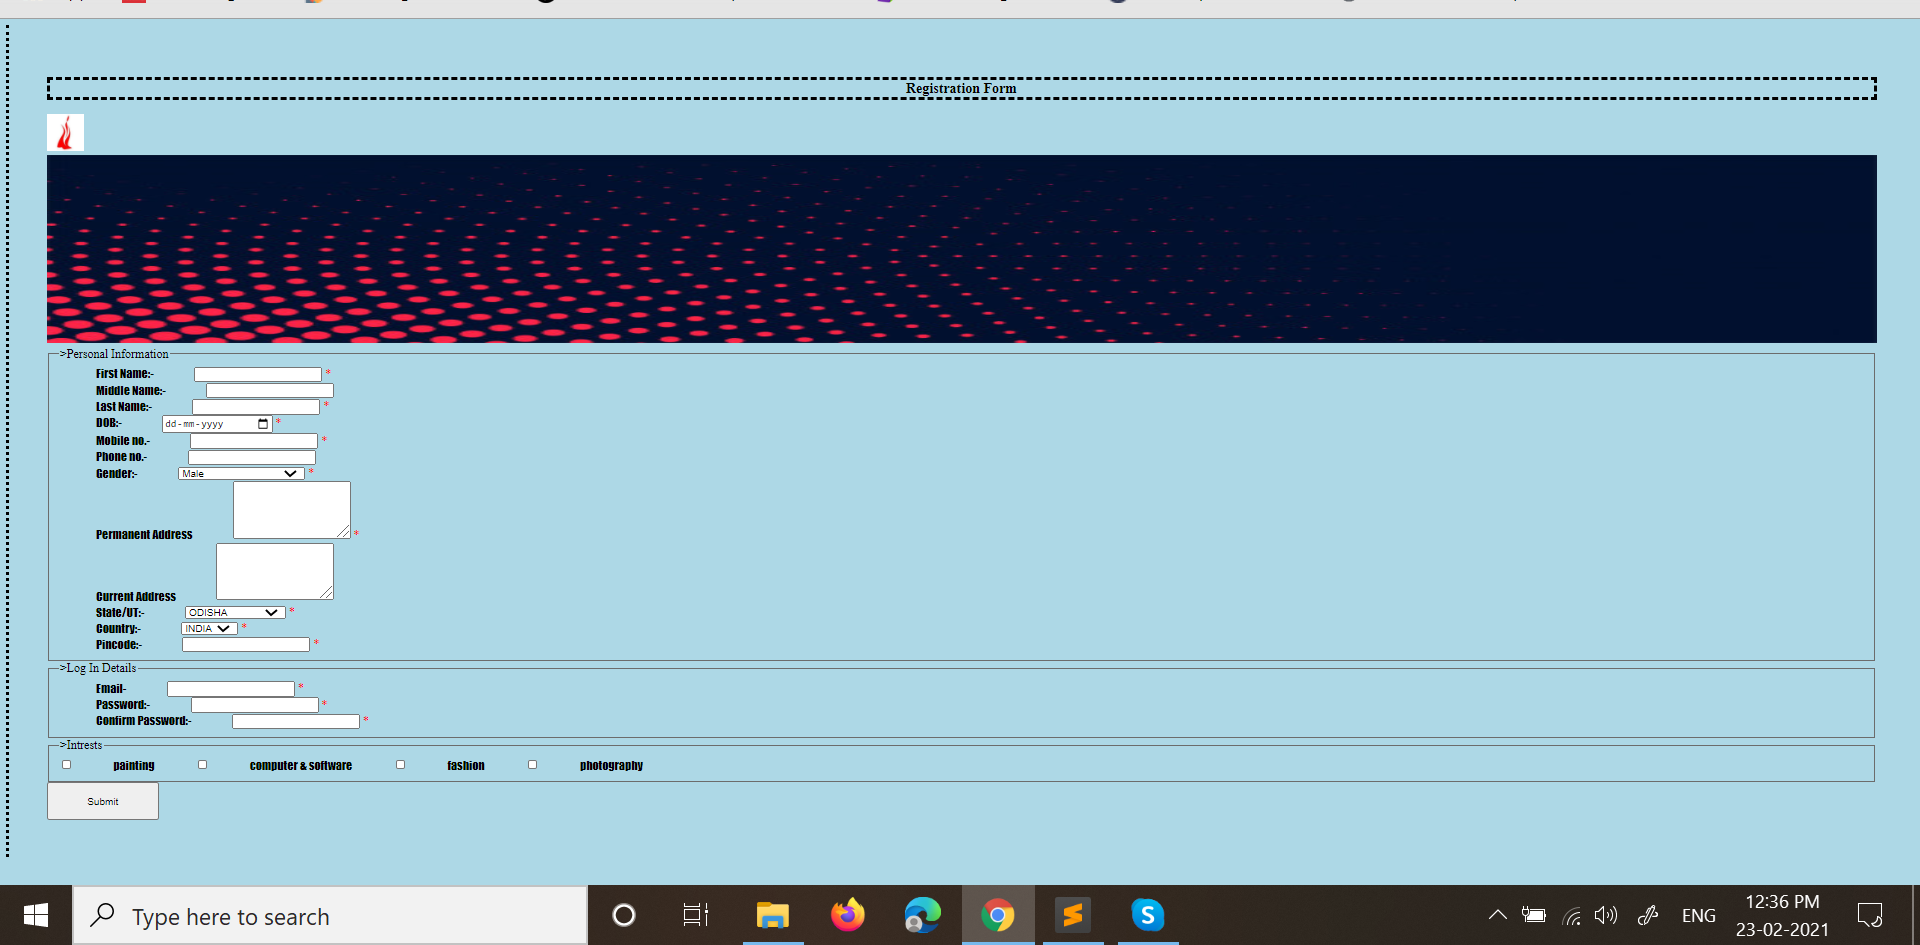 Registration Form
>Personal Information
First Name:- *
Middle Name:-
Last Name:- *
DOB:- dd-mm-yyyy *
Mobile no.- *
Phone no.-
Gender:- Male *
Permanent Address *
Current Address
State/UT:- ODISHA *
Country:- INDIA *
Pincode:- *
>Log In Details
Email- *
Password:- *
Confirm Password:- *
>Intrests
painting computer & software fashion photography
Submit
Type here to search
ENG
12:36 PM
23-02-2021